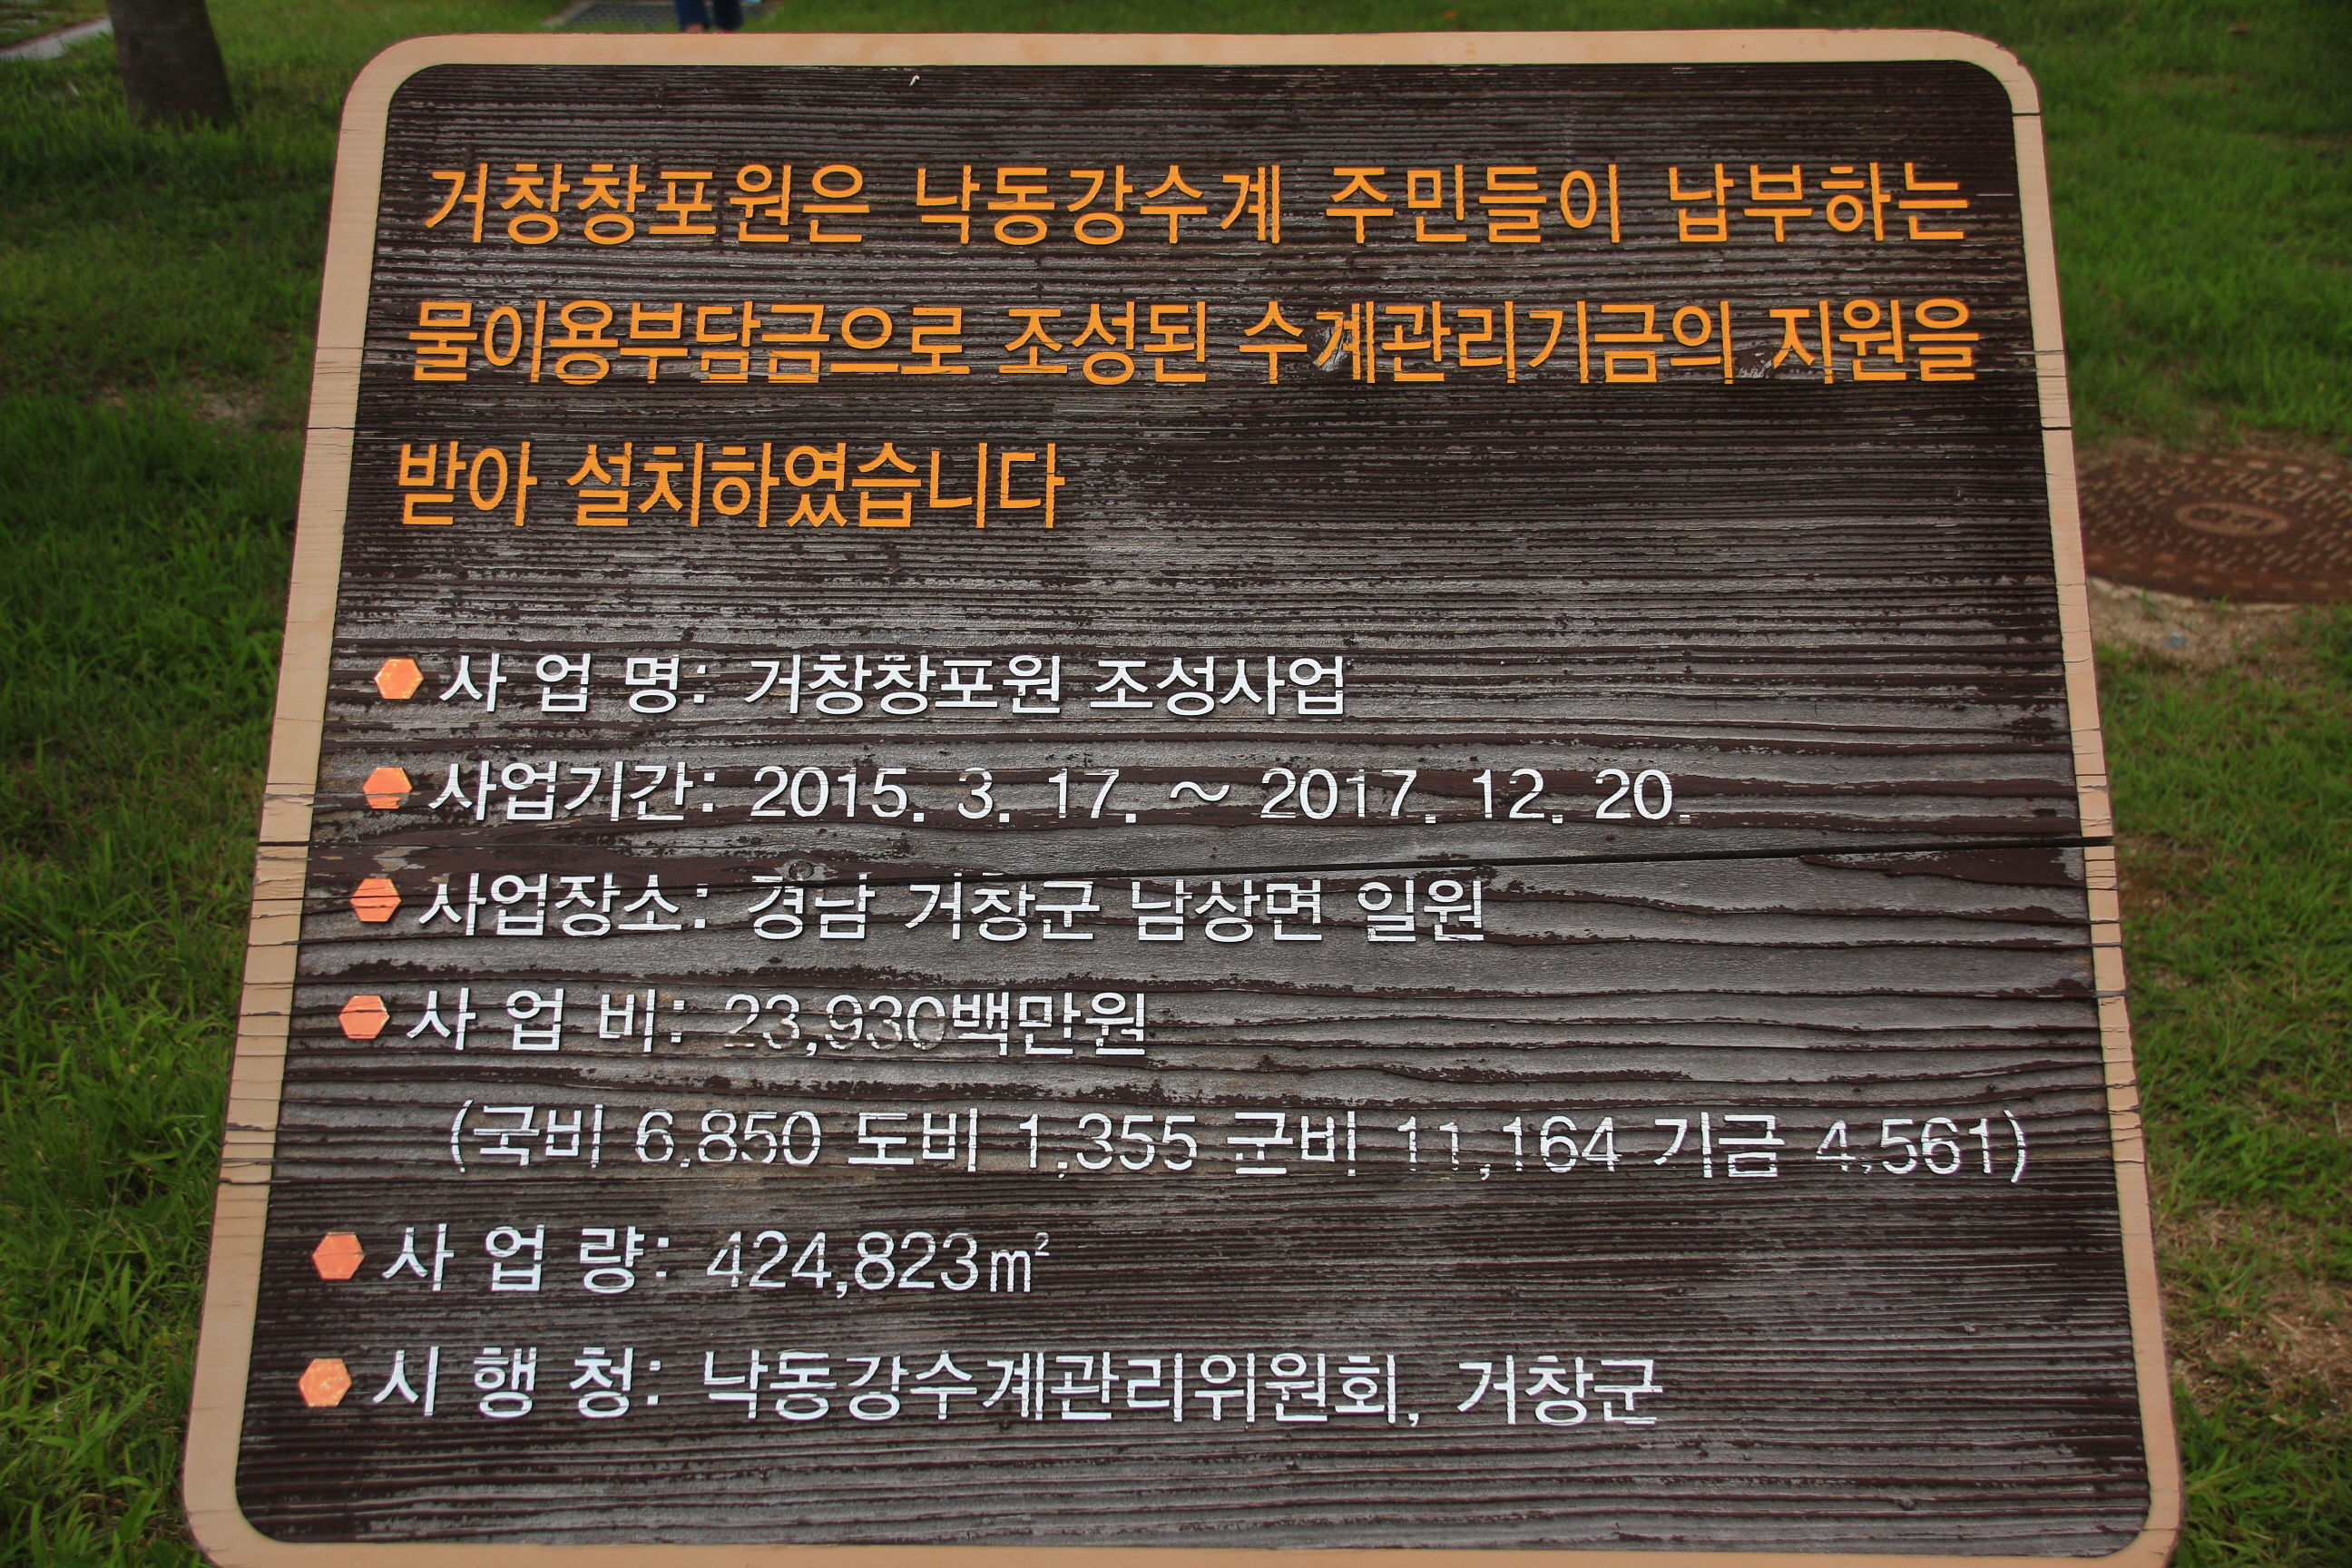 거창창포원은 낙동강수계 주민들이 납부하는
물이용부담금으로 조성된 수계관리기금의 지원을
받아 설치하였습니다
사 업 명: 거창창포원 조성사업
사업기간: 2015. 3. 17. ~ 2017. 12. 20.
사업장소: 경남 거창군 남상면 일원
사 업 비: 23,930백만원
(국비 6,850 도비 1,355 군비 11,164 기금 4,561)
사 업 량: 424,823㎡
시 행 청: 낙동강수계관리위원회, 거창군